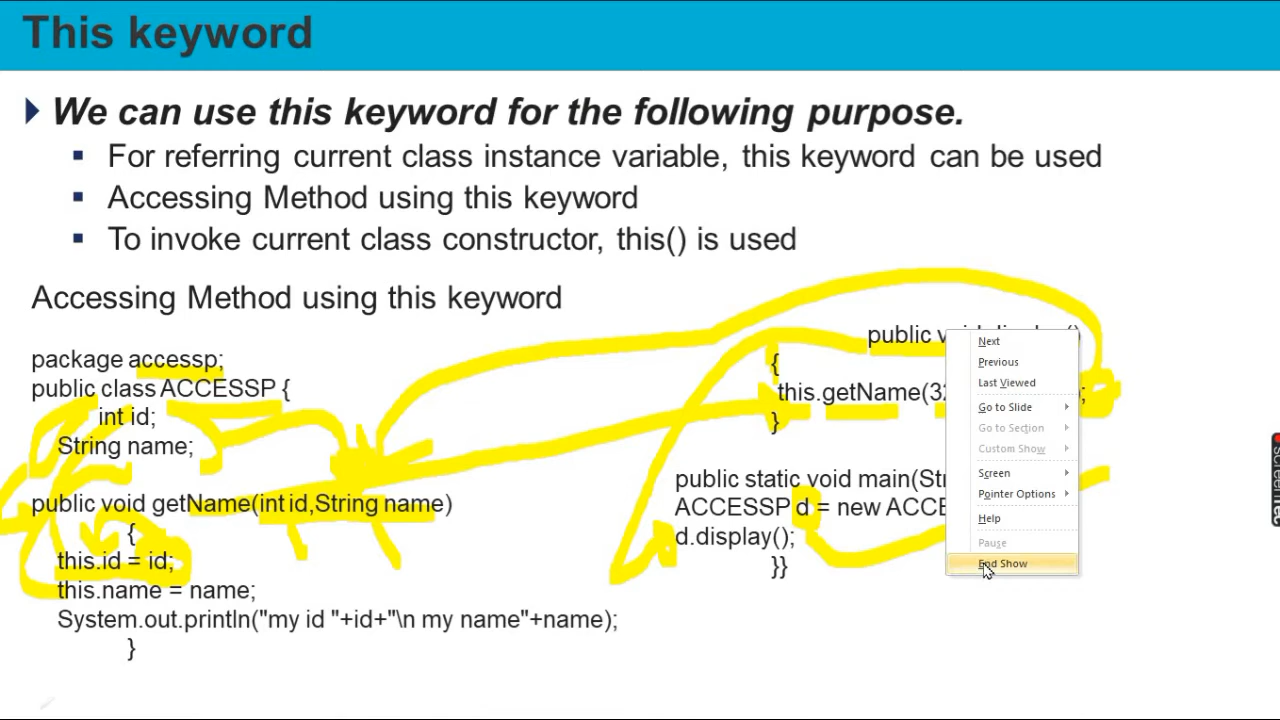 This keyword
We can use this keyword for the following purpose.
For referring current class instance variable, this keyword can be used
Accessing Method using this keyword
To invoke current class constructor, this() is used
Accessing Method using this keyword
package accessp;
public class ACCESSP {
int id;
String name;
public void getName(int id,String name)
{
this.id = id;
this.name = name;
System.out.println("my id "+id+"\n my name"+name);
}
public void display()
{
this.getName(32
;
}
public static void main(
ACCESSP d = new
d.display();
}}
Next
Previous
Last Viewed
Go to Slide
Go to Section
Custom Show
Screen
Pointer Options
Help
Pause
End Show